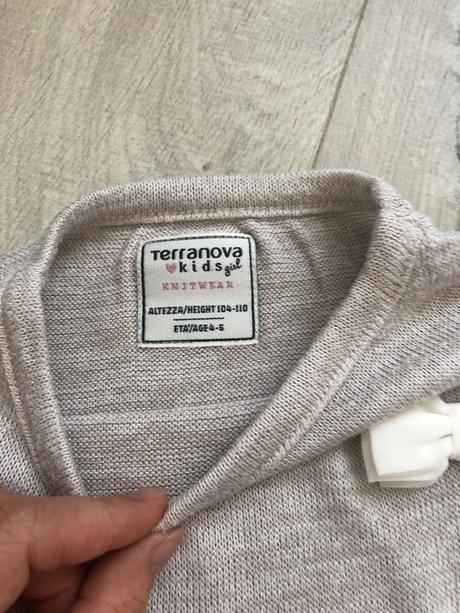 Terranova
kids girl
KNITWEAR
ALTEZZA/HEIGHT 104-110
ETA'/AGE 4-5